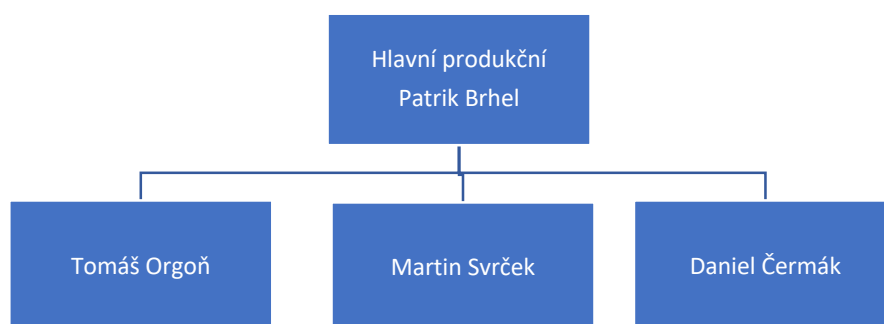 Hlavní produkční
Patrik Brhel
Tomáš Orgoň
Martin Svrček
Daniel Čermák